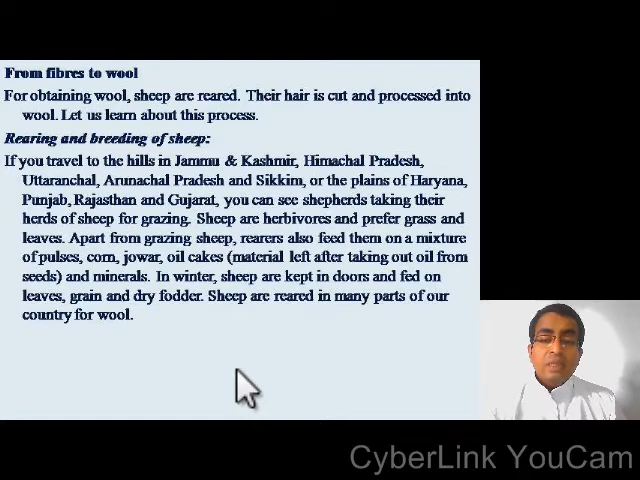 From fibres to wool
For obtaining wool, sheep are reared. Their hair is cut and processed into
wool. Let us learn about this process.
Rearing and breeding of sheep:
If you travel to the hills in Jammu & Kashmir, Himachal Pradesh,
Uttaranchal, Arunachal Pradesh and Sikkim, or the plains of Haryana,
Punjab, Rajasthan and Gujarat, you can see shepherds taking their
herds of sheep for grazing. Sheep are herbivores and prefer grass and
leaves. Apart from grazing sheep, rearers also feed them on a mixture
of pulses, corn, jowar, oil cakes (material left after taking out oil from
seeds) and minerals. In winter, sheep are kept in doors and fed on
leaves, grain and dry fodder. Sheep are reared in many parts of our
country for wool.
CyberLink YouCam